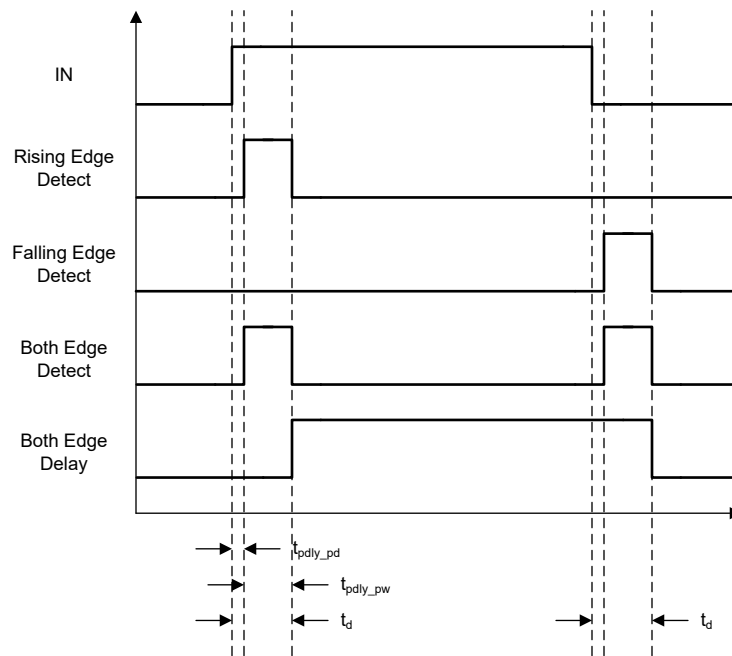 IN
Rising Edge
Detect
Falling Edge
Detect
Both Edge
Detect
Both Edge
Delay
tpdly_pd
tpdly_pw
td
td